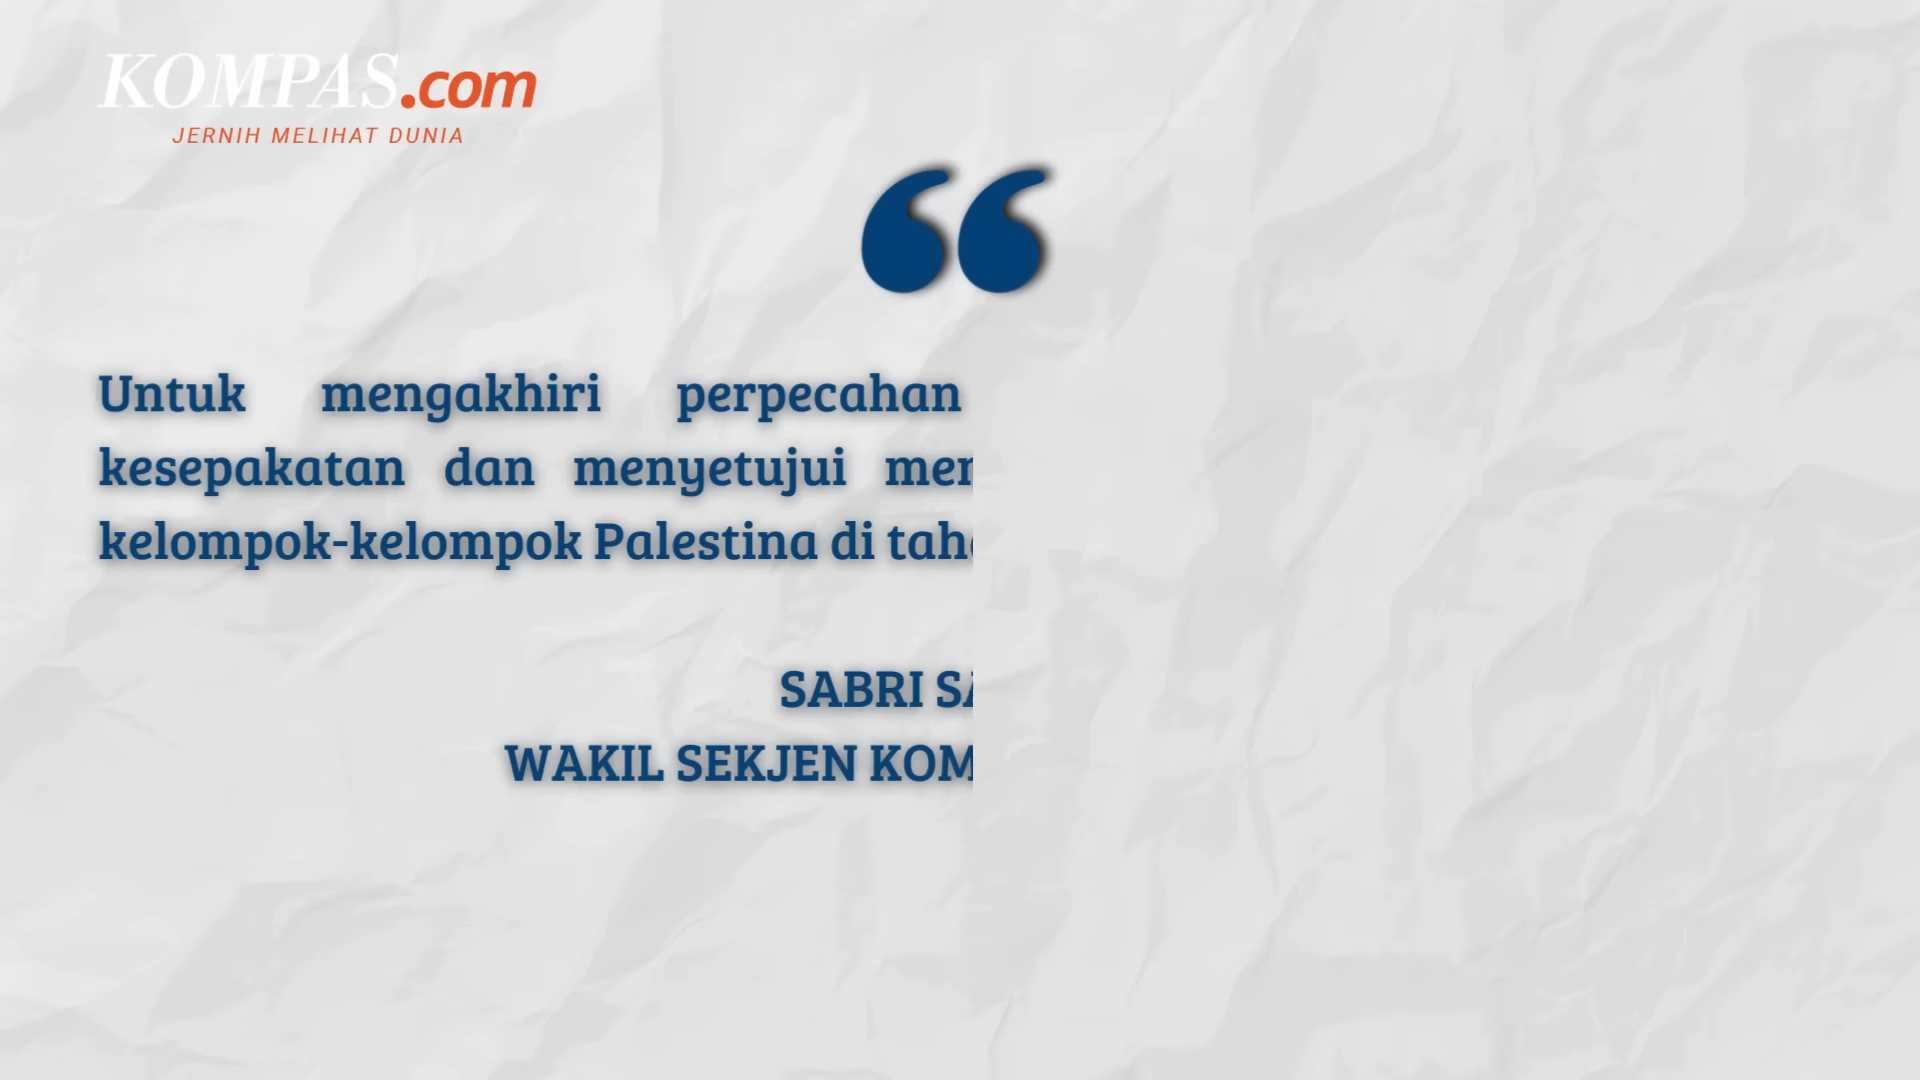 KOMPAS.com
JERNIH MELIHAT DUNIA
“
Untuk mengakhiri perpecahan
kesepakatan dan menyetujui
kelompok-kelompok Palestina di
SABRI
WAKIL SEKJEN